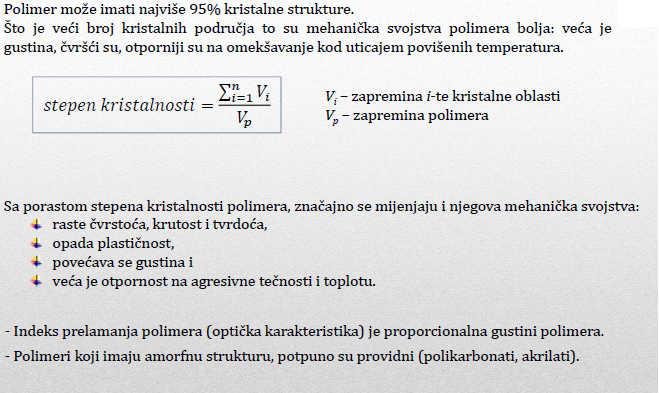 Polimer može imati najviše 95% kristalne strukture.
Što je veći broj kristalnih područja to su mehanička svojstva polimera bolja: veća je
gustina, čvršći su, otporniji su na omekšavanje kod uticajem povišenih temperatura.
stepen kristalnosti = \frac{\sum_{i=1}^{n} V_i}{V_p}
V_i – zapremina i-te kristalne oblasti
V_p – zapremina polimera
Sa porastom stepena kristalnosti polimera, značajno se mijenjaju i njegova mehanička svojstva:
raste čvrstoća, krutost i tvrdoća,
opada plastičnost,
povećava se gustina i
veća je otpornost na agresivne tečnosti i toplotu.
- Indeks prelamanja polimera (optička karakteristika) je proporcionalna gustini polimera.
- Polimeri koji imaju amorfnu strukturu, potpuno su providni (polikarbonati, akrilati).